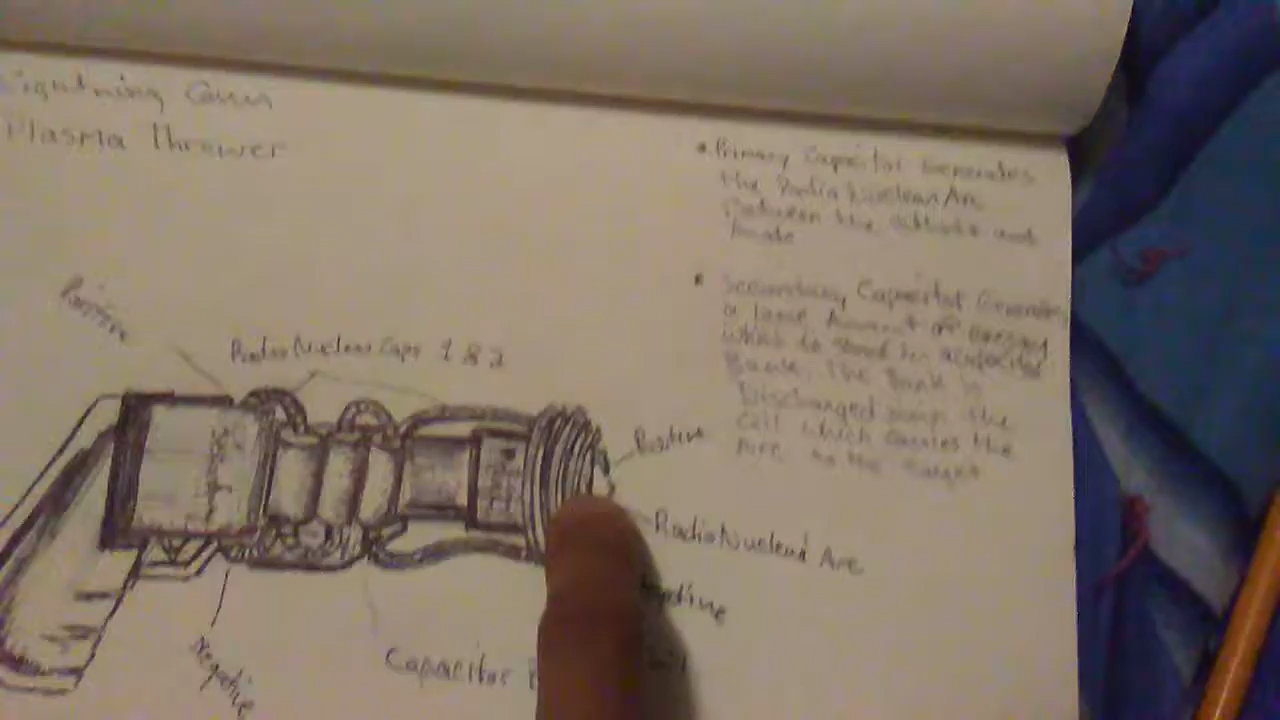 Lightning Gun
Plasma Thrower
• Primary Capacitor Generates
the Radio Nuclear Arc
Between the Cathode and
Anode
• Secondary Capacitor Generates
a large Amount of energy
which is stored in a capacitor
Bank. The Bank is
Discharged into the
Coil which carries the
Arc to the target
Positive
Radio Nuclear Caps 1 & 2
Positive
Radio Nuclear Arc
Negative
Capacitor